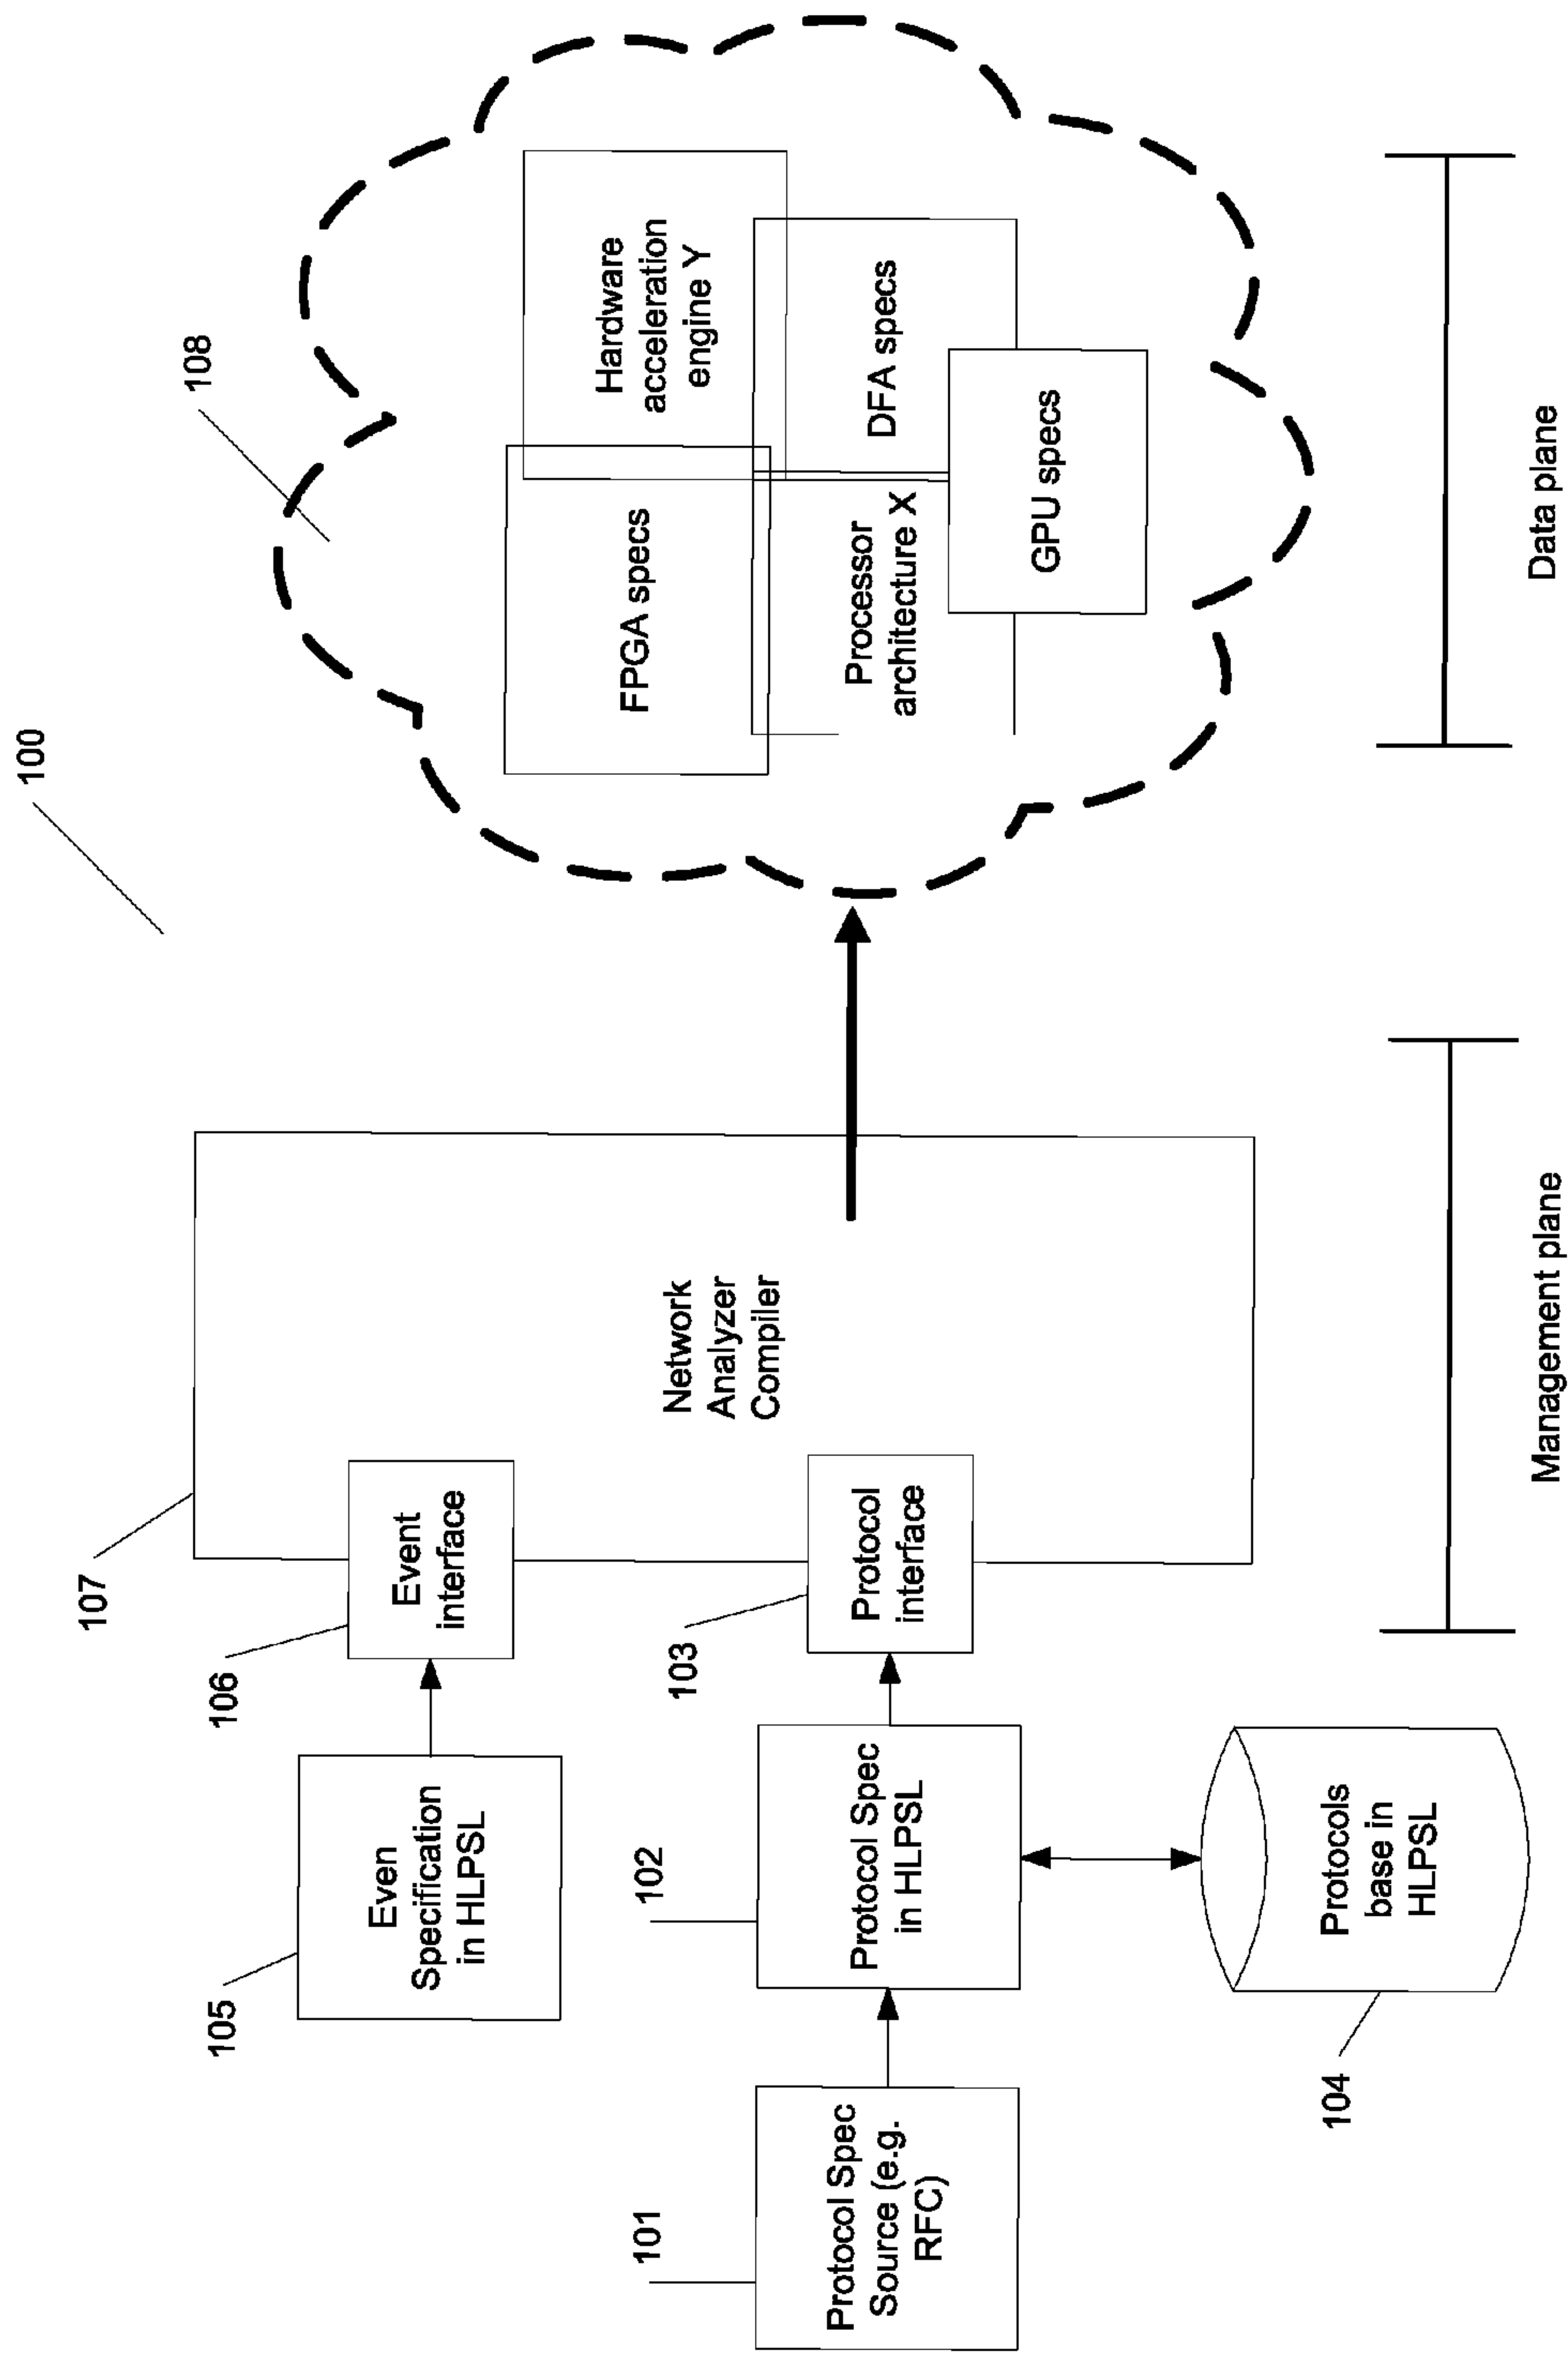 100
108
107
106
105
Even
Specification
in HLPSL
Event
interface
Network
Analyzer
Compiler
FPGA specs
Hardware
acceleration
engine Y
Processor
architecture X
DFA specs
GPU specs
101
102
103
Protocol Spec
Source (e.g.
RFC)
Protocol Spec
in HLPSL
Protocol
interface
104
Protocols
base in
HLPSL
Management plane
Data plane